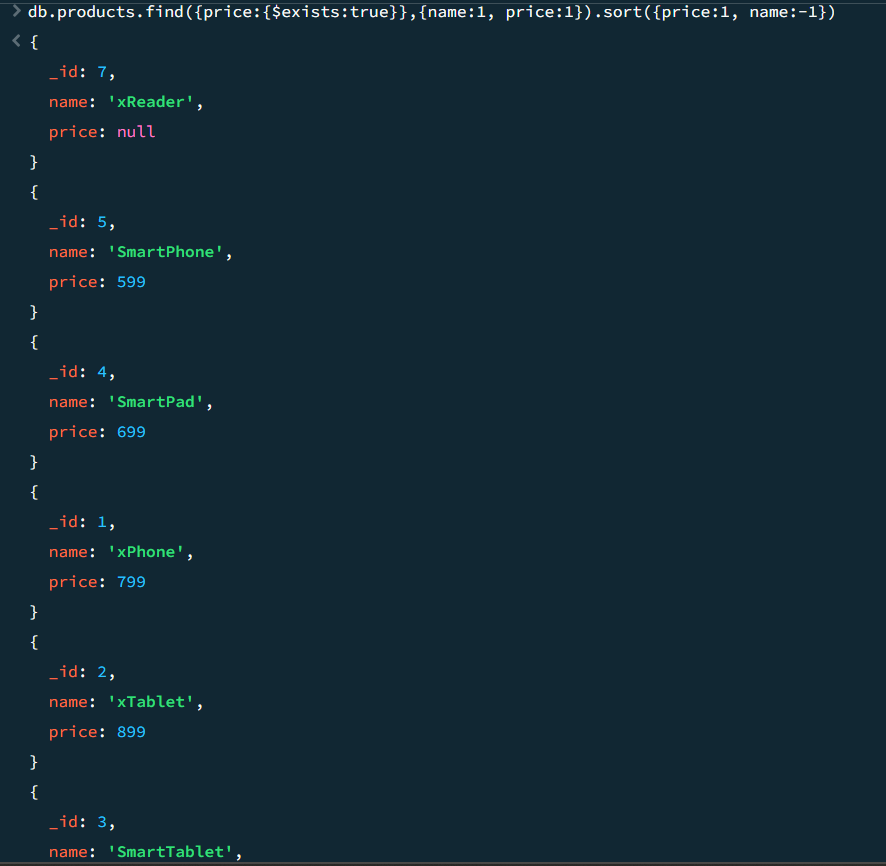 > db.products.find({price:{$exists:true}},{name:1, price:1}).sort({price:1, name:-1})
< {
_id: 7,
name: 'xReader',
price: null
}
{
_id: 5,
name: 'SmartPhone',
price: 599
}
{
_id: 4,
name: 'SmartPad',
price: 699
}
{
_id: 1,
name: 'xPhone',
price: 799
}
{
_id: 2,
name: 'xTablet',
price: 899
}
{
_id: 3,
name: 'SmartTablet',